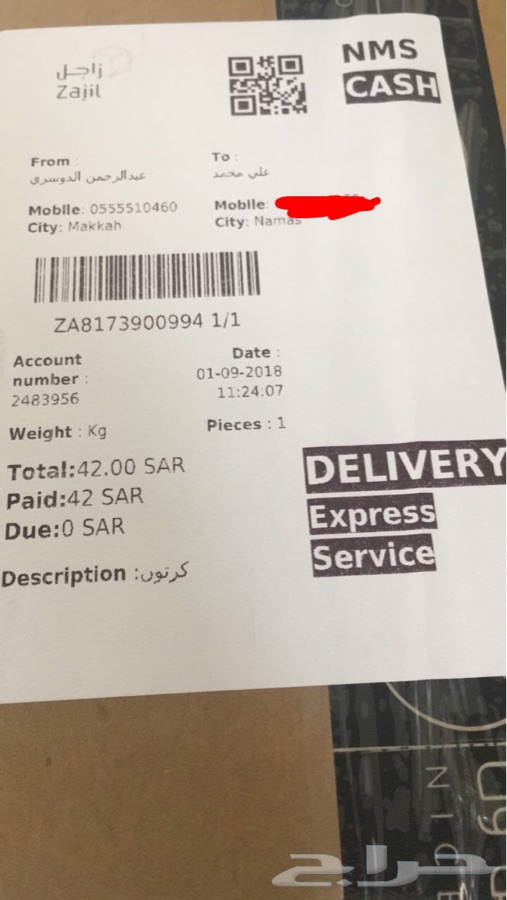 زاجل
Zajil
NMS
CASH
From :
عبدالرحمن الدوسري
Mobile: 0555510460
City: Makkah
To :
علي محمد
Mobile:
City: Namas
ZA8173900994 1/1
Account
number :
2483956
Date :
01-09-2018
11:24:07
Weight : Kg
Pieces : 1
Total:42.00 SAR
Paid:42 SAR
Due:0 SAR
Description :كرتون
DELIVERY
Express
Service
حراج